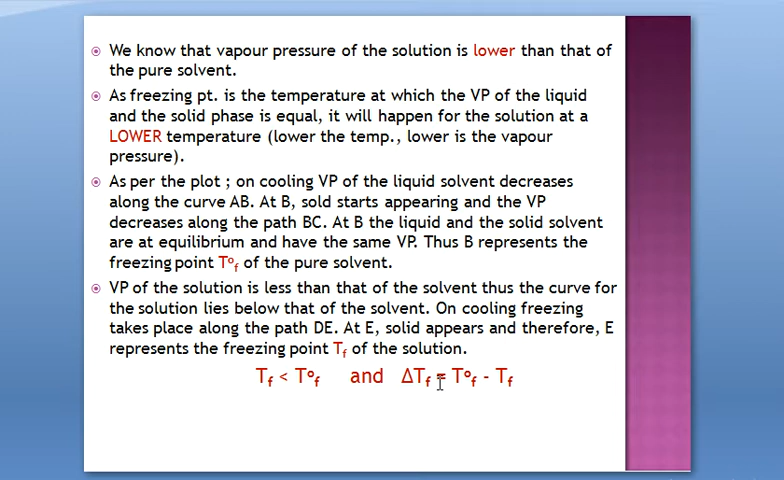 We know that vapour pressure of the solution is lower than that of
the pure solvent.
As freezing pt. is the temperature at which the VP of the liquid
and the solid phase is equal, it will happen for the solution at a
LOWER temperature (lower the temp., lower is the vapour
pressure).
As per the plot ; on cooling VP of the liquid solvent decreases
along the curve AB. At B, sold starts appearing and the VP
decreases along the path BC. At B the liquid and the solid solvent
are at equilibrium and have the same VP. Thus B represents the
freezing point T°f of the pure solvent.
VP of the solution is less than that of the solvent thus the curve for
the solution lies below that of the solvent. On cooling freezing
takes place along the path DE. At E, solid appears and therefore, E
represents the freezing point Tf of the solution.
Tf < T°f and ΔTf = T°f - Tf